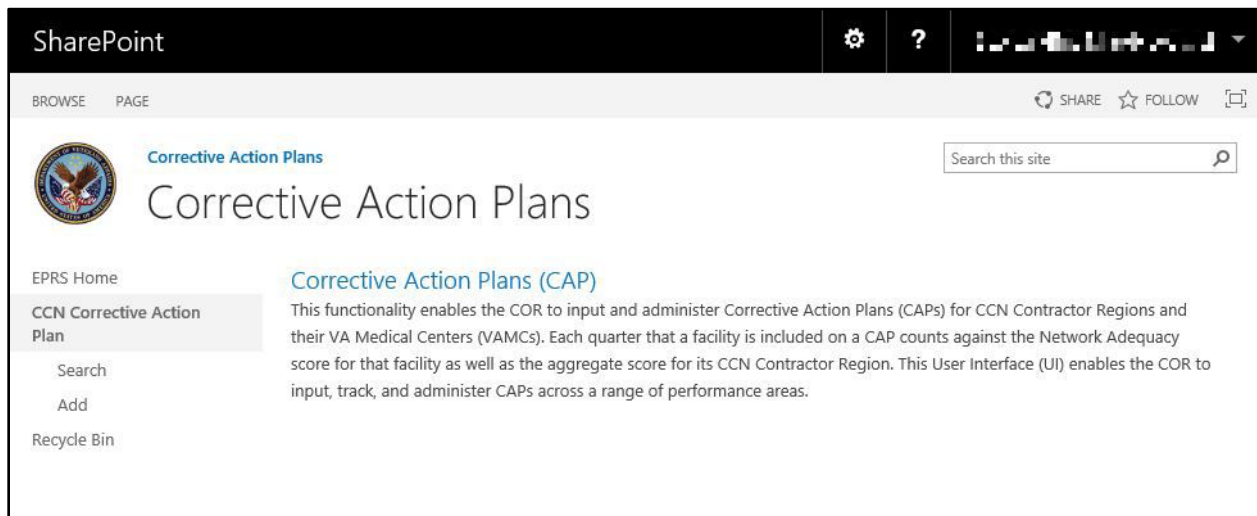 SharePoint
?
BROWSE PAGE
SHARE FOLLOW
Corrective Action Plans
Search this site
Corrective Action Plans
EPRS Home
CCN Corrective Action
Plan
Search
Add
Recycle Bin
Corrective Action Plans (CAP)
This functionality enables the COR to input and administer Corrective Action Plans (CAPs) for CCN Contractor Regions and
their VA Medical Centers (VAMCs). Each quarter that a facility is included on a CAP counts against the Network Adequacy
score for that facility as well as the aggregate score for its CCN Contractor Region. This User Interface (UI) enables the COR to
input, track, and administer CAPs across a range of performance areas.